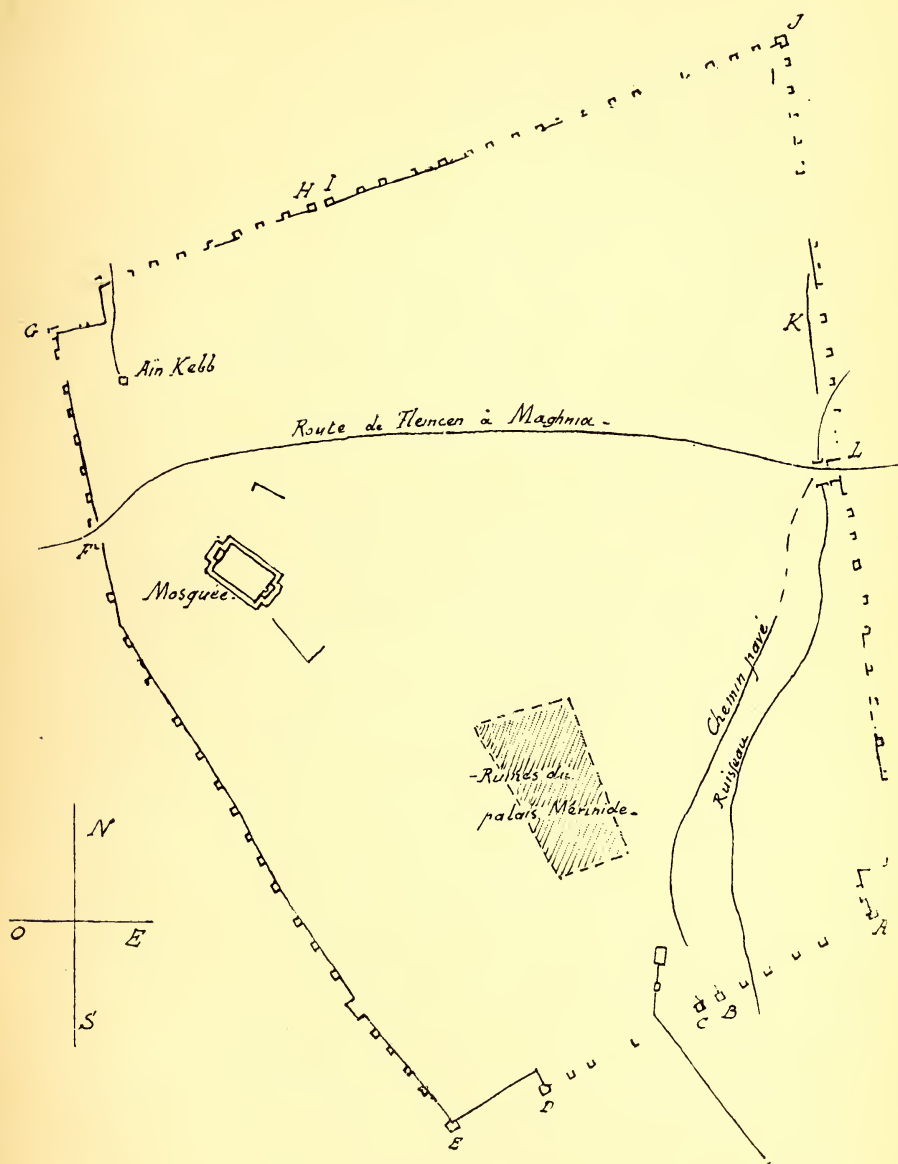 J
H I
G
K
Aïn Kebb
Route de Tlemcen à Maghnia -
L
F
Mosquée.
Chemin pavé
Ruisseau
- Ruines du
palais Mérinide -
N
O E
S
A
C B
D
E